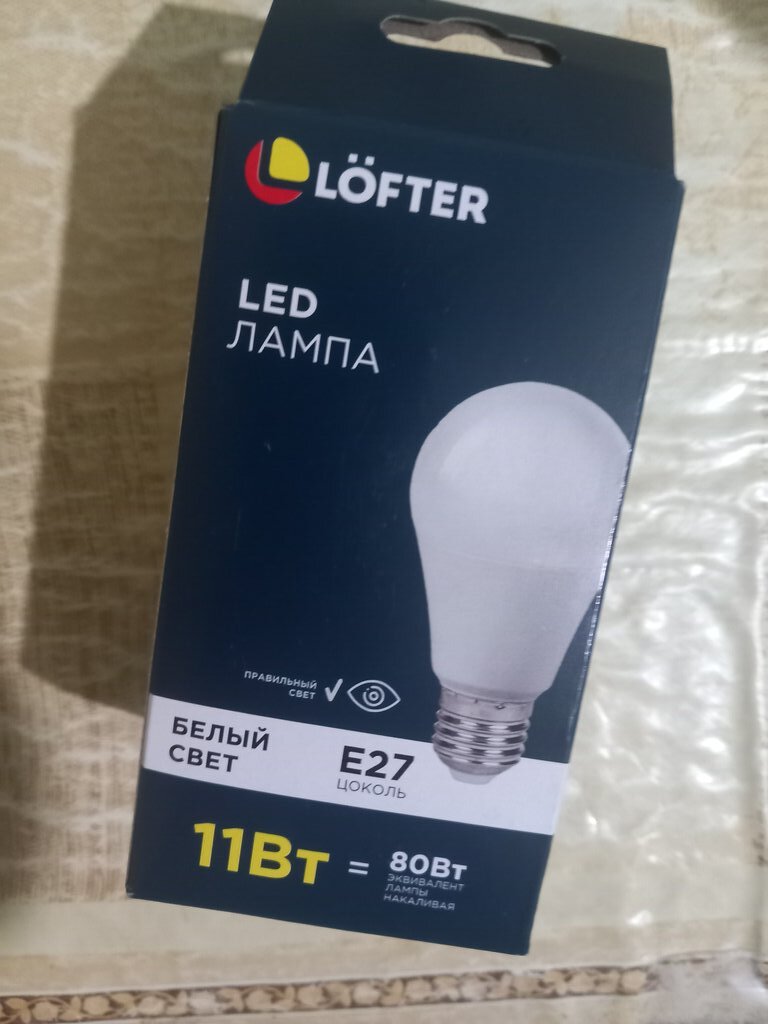 LÖFTER
LED
ЛАМПА
ПРАВИЛЬНЫЙ
СВЕТ
БЕЛЫЙ
СВЕТ
E27
ЦОКОЛЬ
11Вт = 80Вт
ЭКВИВАЛЕНТ
ЛАМПЫ
НАКАЛИВАЯ